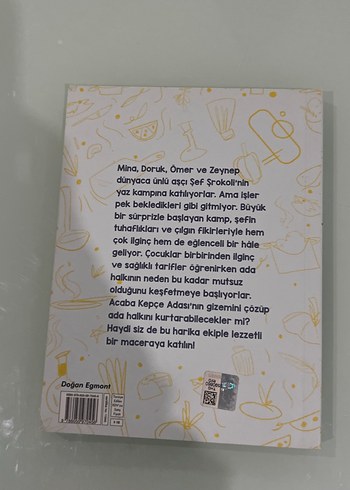 Mina, Doruk, Ömer ve Zeynep
dünyaca ünlü aşçı Şef Şrokoli'nin
yaz kampına katılıyorlar. Ama işler
pek bekledikleri gibi gitmiyor. Büyük
bir sürprizle başlayan kamp, şefin
tuhaflıkları ve çılgın fikirleriyle hem
çok ilginç hem de eğlenceli bir hâle
geliyor. Çocuklar birbirinden ilginç
ve sağlıklı tarifler öğrenirken ada
halkının neden bu kadar mutsuz
olduğunu keşfetmeye başlıyorlar.
Acaba Kepçe Adası'nın gizemini çözüp
ada halkını kurtarabilecekler mi?
Haydi siz de bu harika ekiple lezzetli
bir maceraya katılın!
Doğan Egmont